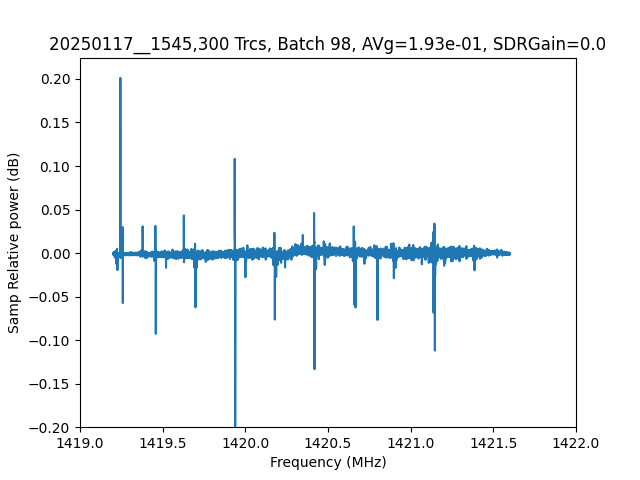 20250117__1545,300 Trcs, Batch 98, AVg=1.93e-01, SDRGain=0.0
Samp Relative power (dB)
0.20
0.15
0.10
0.05
0.00
−0.05
−0.10
−0.15
−0.20
1419.0 1419.5 1420.0 1420.5 1421.0 1421.5 1422.0
Frequency (MHz)